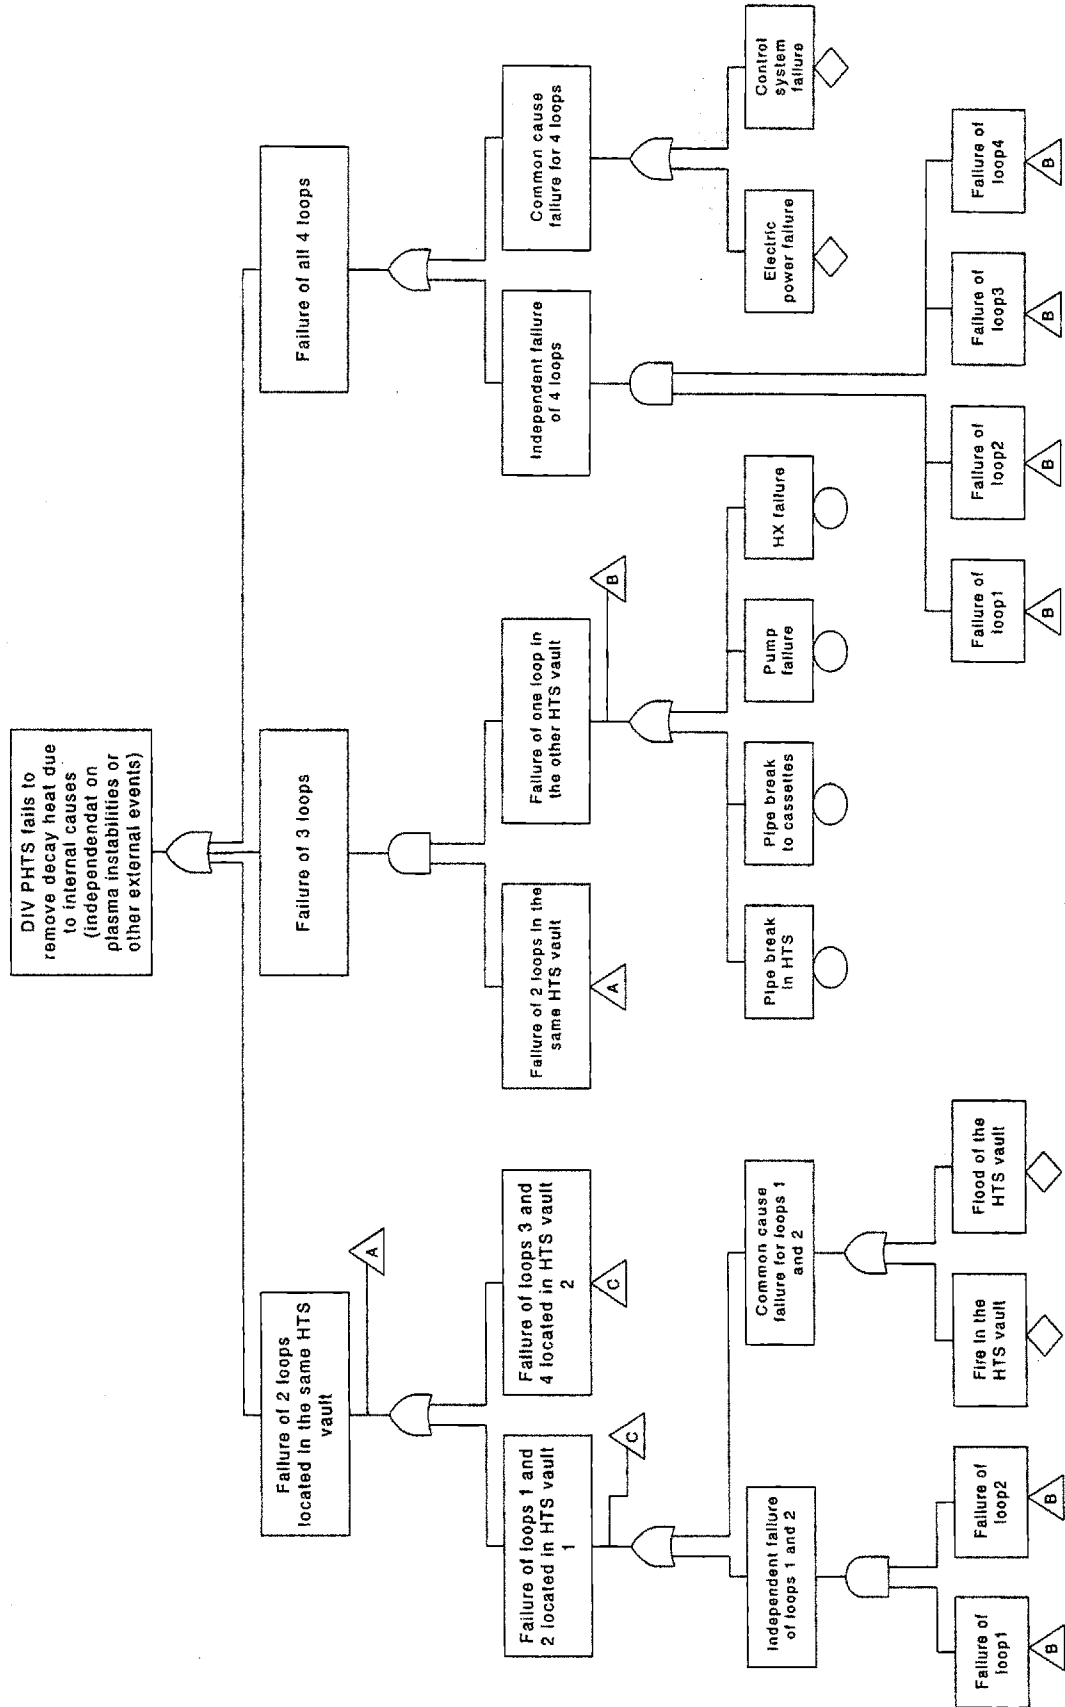 DIV PHTS fails to
remove decay heat due
to internal causes
(independendat on
plasma instabilities or
other external events)
Failure of 2 loops
located in the same HTS
vault
A
Failure of 3 loops
Failure of all 4 loops
Failure of loops 1 and
2 located in HTS vault
1
C
Failure of loops 3 and
4 located in HTS vault
2
C
Failure of 2 loops in the
same HTS vault
A
Failure of one loop in
the other HTS vault
B
Independent failure
of 4 loops
Common cause
failure for 4 loops
Independent failure
of loops 1 and 2
Common cause
failure for loops 1
and 2
Pipe break
in HTS
Pipe break
to cassettes
Pump
failure
HX failure
Electric
power failure
Control
system
failure
Failure of
loop1
B
Failure of
loop2
B
Fire in the
HTS vault
Flood of the
HTS vault
Failure of
loop1
B
Failure of
loop2
B
Failure of
loop3
B
Failure of
loop4
B